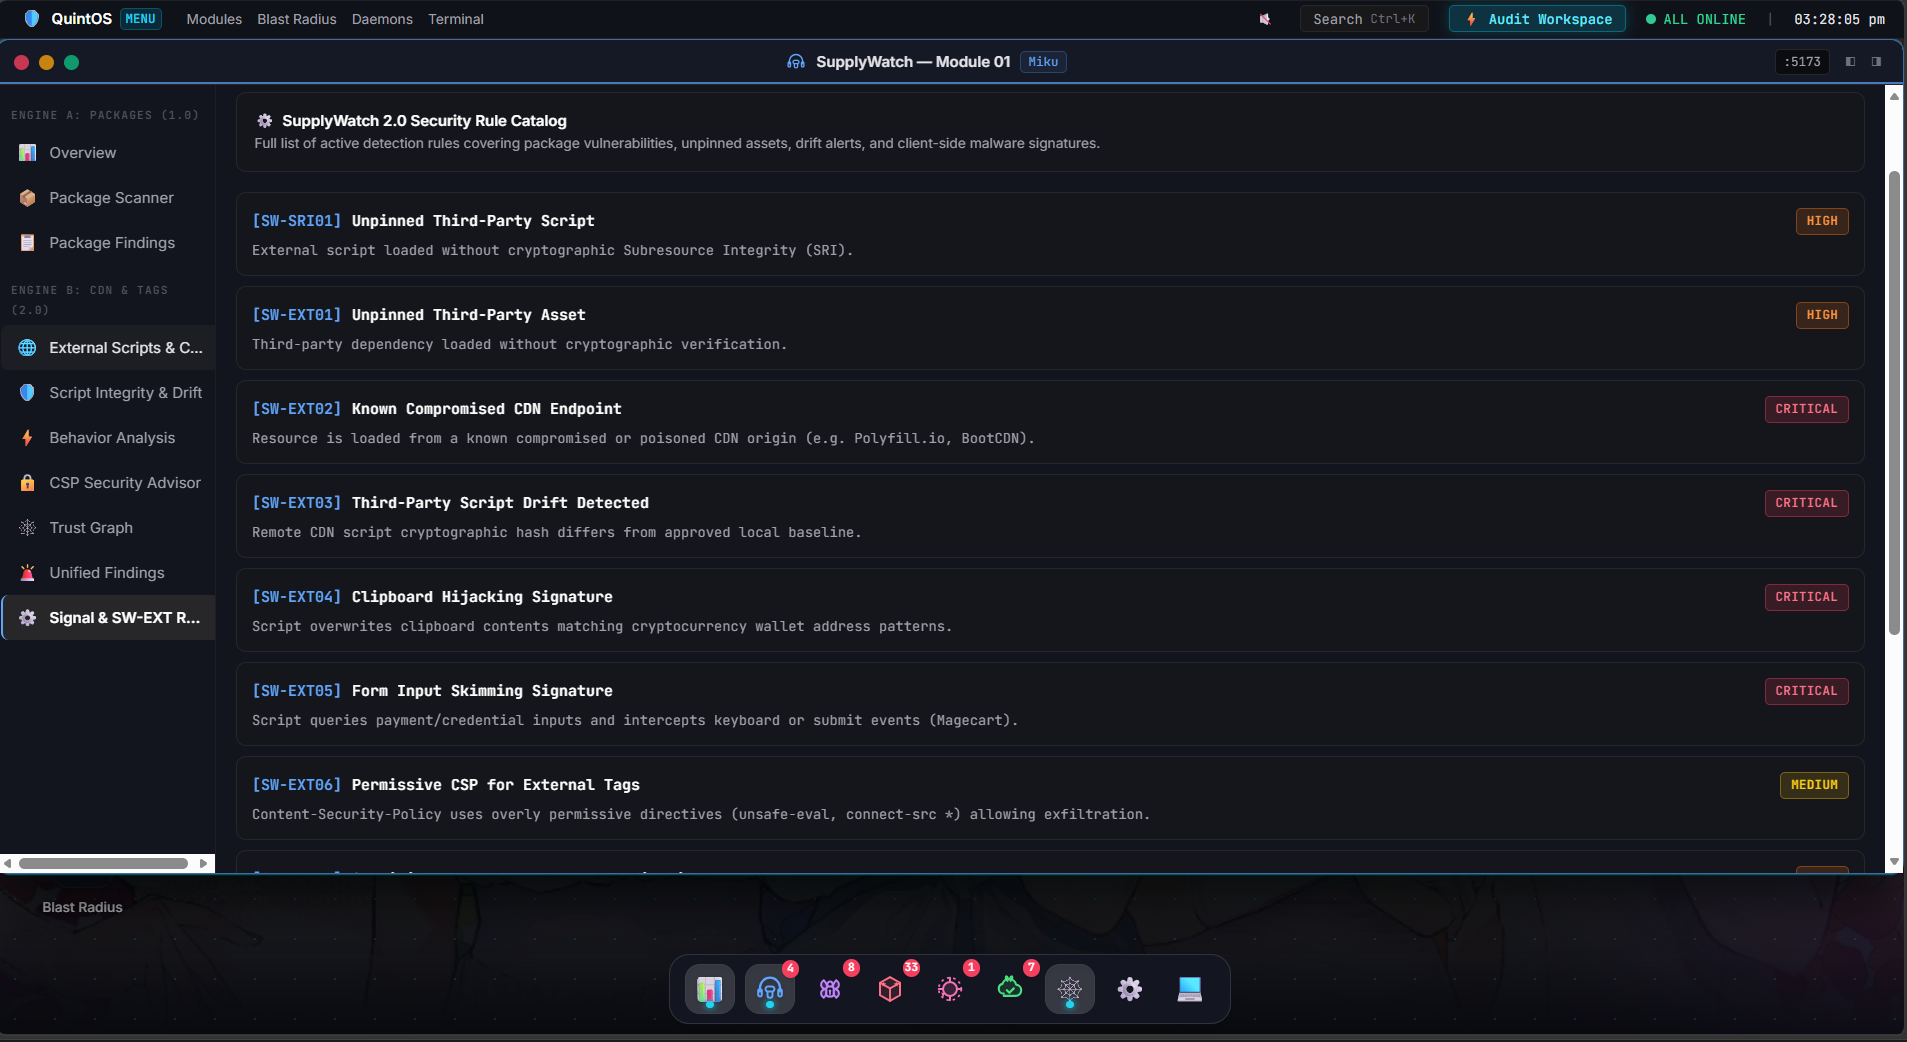 QuintOS MENU Modules Blast Radius Daemons Terminal Search Ctrl+K Audit Workspace ALL ONLINE | 03:28:05 pm
SupplyWatch — Module 01 Miku :5173
ENGINE A: PACKAGES (1.0)
Overview
Package Scanner
Package Findings
ENGINE B: CDN & TAGS
(2.0)
External Scripts & C...
Script Integrity & Drift
Behavior Analysis
CSP Security Advisor
Trust Graph
Unified Findings
Signal & SW-EXT R...
SupplyWatch 2.0 Security Rule Catalog
Full list of active detection rules covering package vulnerabilities, unpinned assets, drift alerts, and client-side malware signatures.
[SW-SRI01] Unpinned Third-Party Script HIGH
External script loaded without cryptographic Subresource Integrity (SRI).
[SW-EXT01] Unpinned Third-Party Asset HIGH
Third-party dependency loaded without cryptographic verification.
[SW-EXT02] Known Compromised CDN Endpoint CRITICAL
Resource is loaded from a known compromised or poisoned CDN origin (e.g. Polyfill.io, BootCDN).
[SW-EXT03] Third-Party Script Drift Detected CRITICAL
Remote CDN script cryptographic hash differs from approved local baseline.
[SW-EXT04] Clipboard Hijacking Signature CRITICAL
Script overwrites clipboard contents matching cryptocurrency wallet address patterns.
[SW-EXT05] Form Input Skimming Signature CRITICAL
Script queries payment/credential inputs and intercepts keyboard or submit events (Magecart).
[SW-EXT06] Permissive CSP for External Tags MEDIUM
Content-Security-Policy uses overly permissive directives (unsafe-eval, connect-src *) allowing exfiltration.
Blast Radius
4 8 33 1 7